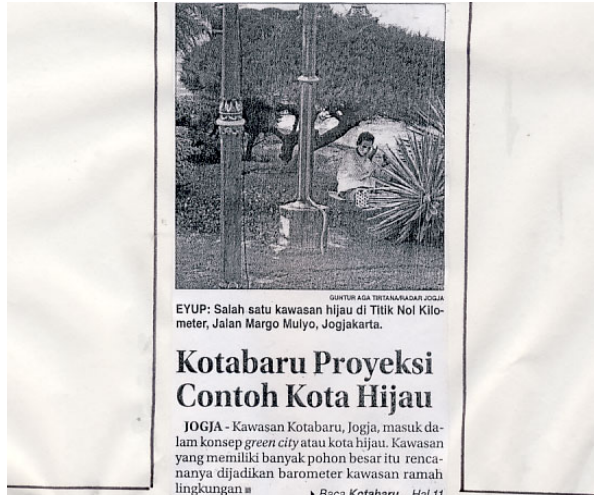 GUNTUR AGA TIRTANA/RADAR JOGJA
EYUP: Salah satu kawasan hijau di Titik Nol Kilo-
meter, Jalan Margo Mulyo, Jogjakarta.
Kotabaru Proyeksi
Contoh Kota Hijau
JOGJA - Kawasan Kotabaru, Jogja, masuk da-
lam konsep green city atau kota hijau. Kawasan
yang memiliki banyak pohon besar itu renca-
nanya dijadikan barometer kawasan ramah
lingkungan
Baca Kotabaru... Hal 11